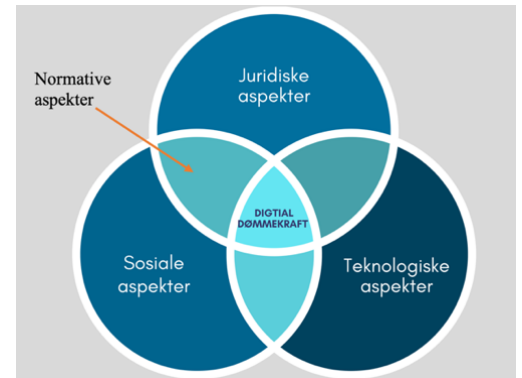 Normative
aspekter
Juridiske
aspekter
DIGTIAL
DØMMEKRAFT
Sosiale
aspekter
Teknologiske
aspekter